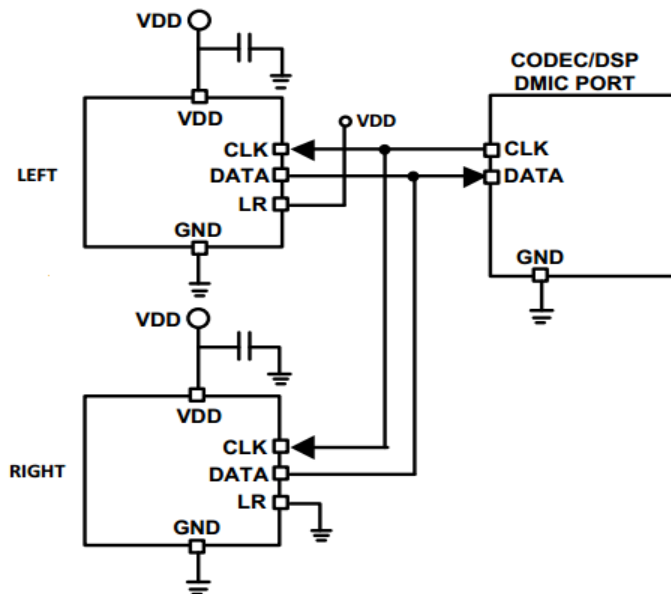 VDD
CODEC/DSP
DMIC PORT
VDD
VDD
CLK
CLK
LEFT
DATA
DATA
LR
GND
GND
VDD
VDD
CLK
RIGHT
DATA
LR
GND